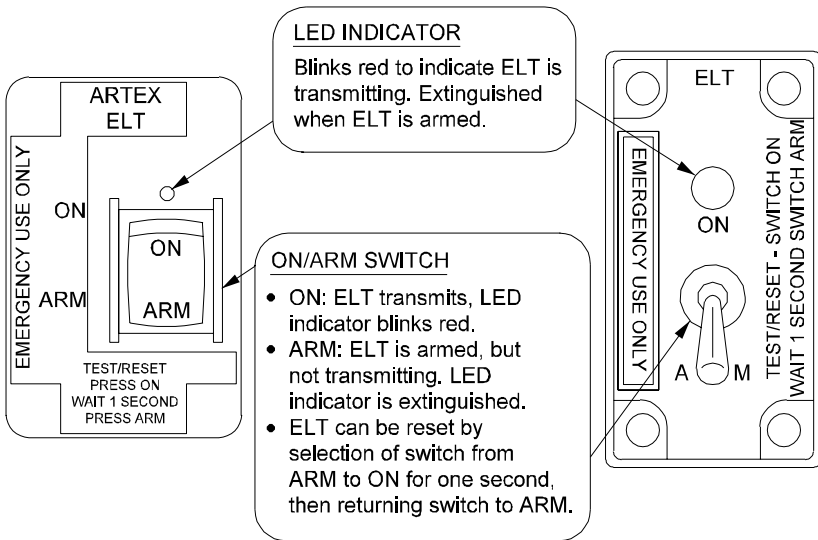 ARTEX
ELT
EMERGENCY USE ONLY
ON
ARM
ON
ARM
TEST/RESET
PRESS ON
WAIT 1 SECOND
PRESS ARM
LED INDICATOR
Blinks red to indicate ELT is
transmitting. Extinguished
when ELT is armed.
ON/ARM SWITCH
• ON: ELT transmits, LED
indicator blinks red.
• ARM: ELT is armed, but
not transmitting. LED
indicator is extinguished.
• ELT can be reset by
selection of switch from
ARM to ON for one second,
then returning switch to ARM.
ELT
EMERGENCY USE ONLY
ON
A M
TEST/RESET - SWITCH ON
WAIT 1 SECOND SWITCH ARM